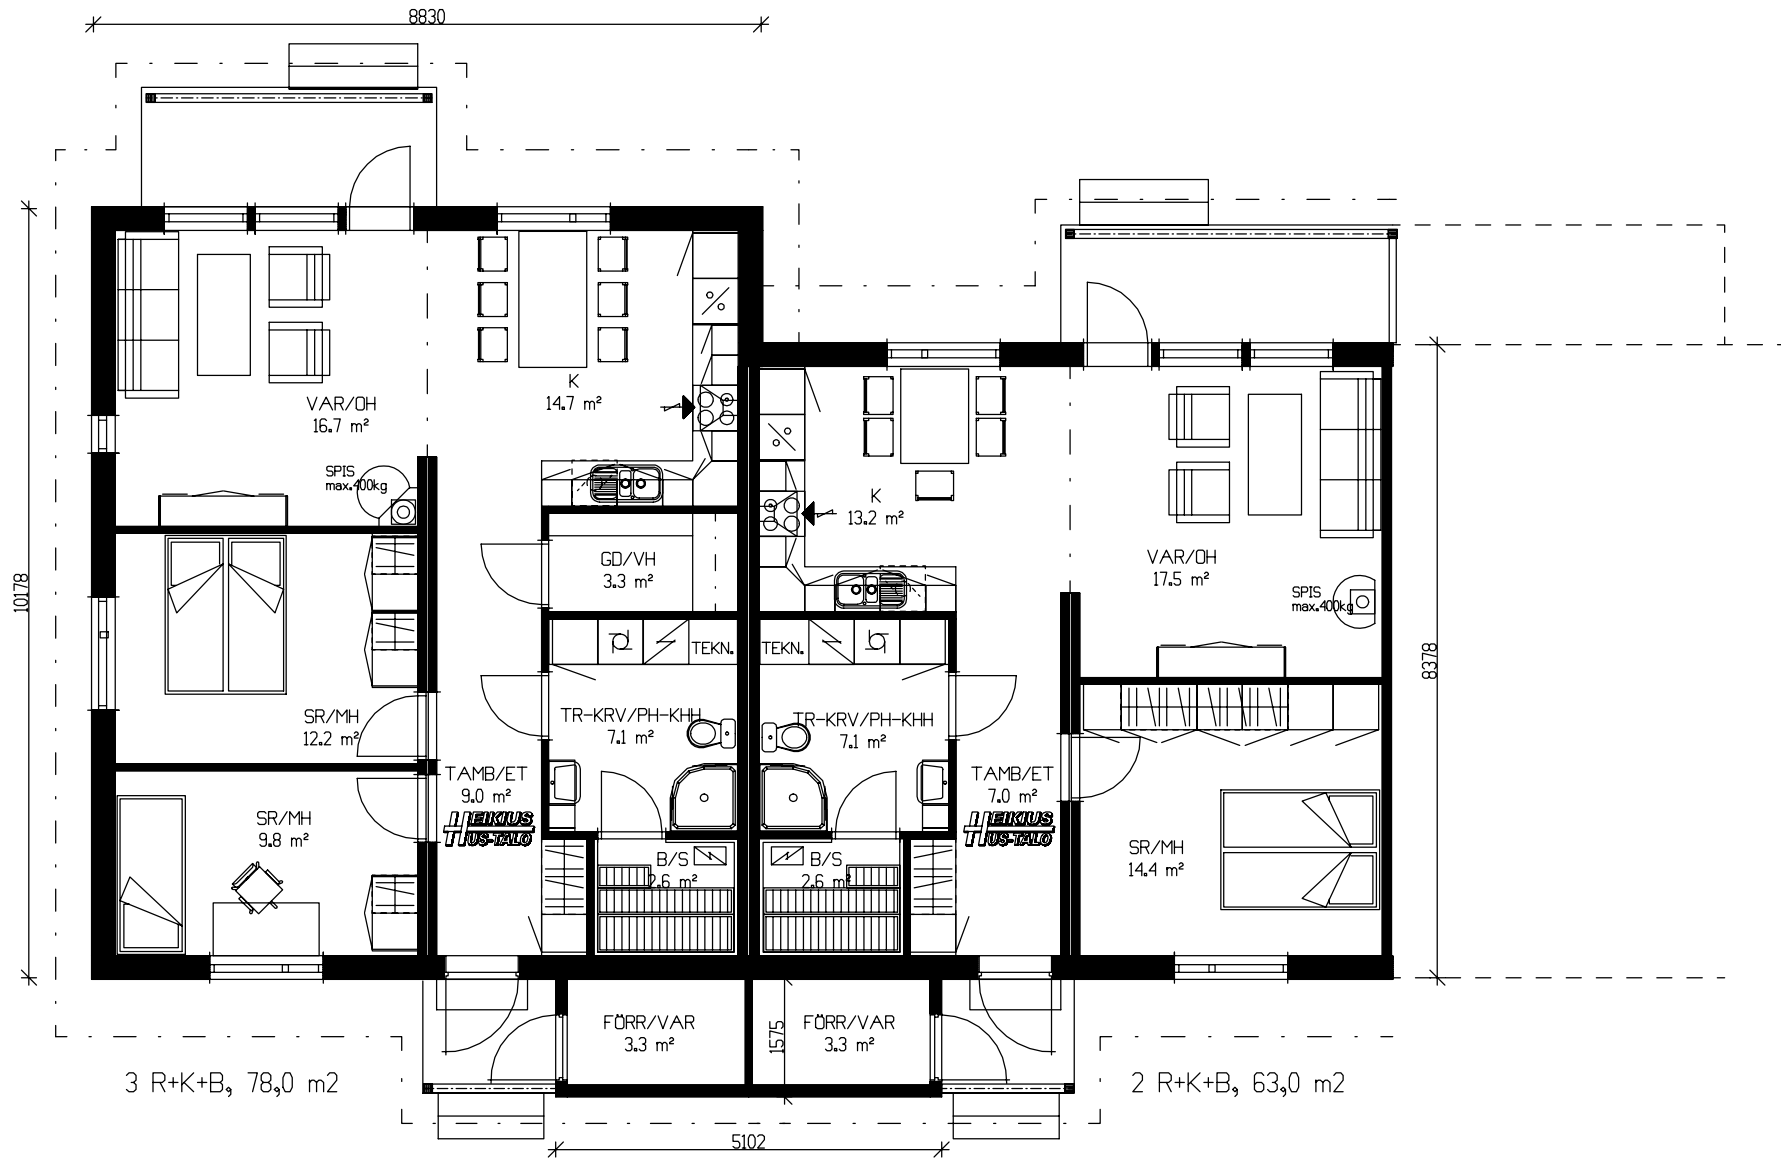 8830
10178
VAR/OH
16.7 m²
K
14.7 m²
SPIS
max.400kg
K
13.2 m²
VAR/OH
17.5 m²
SPIS
max.400kg
GD/VH
3.3 m²
8378
TEKN.
TEKN.
SR/MH
12.2 m²
TR-KRV/PH-KHH
7.1 m²
TR-KRV/PH-KHH
7.1 m²
TAMB/ET
9.0 m²
HEIKIUS
HUS-TALO
TAMB/ET
7.0 m²
HEIKIUS
HUS-TALO
SR/MH
9.8 m²
B/S
2.6 m²
B/S
2.6 m²
SR/MH
14.4 m²
FÖRR/VAR
3.3 m²
1575
FÖRR/VAR
3.3 m²
3 R+K+B, 78,0 m2
2 R+K+B, 63,0 m2
5102